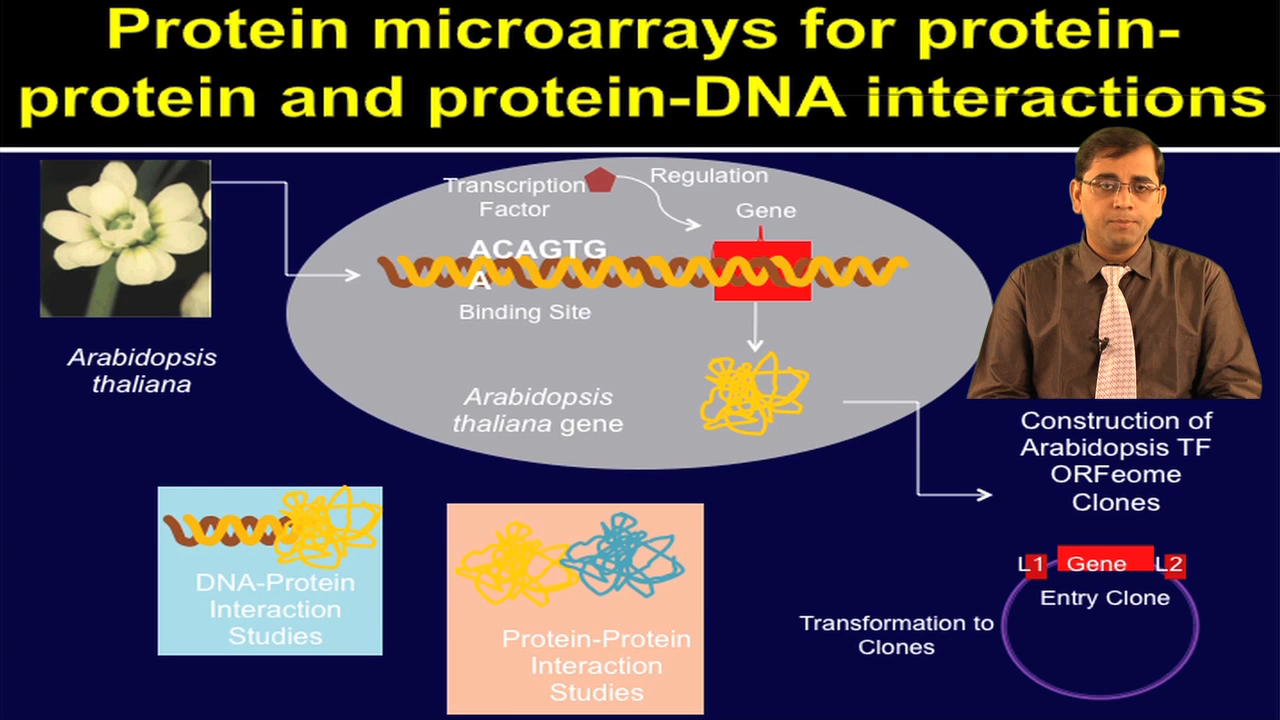 Protein microarrays for protein-
protein and protein-DNA interactions
Transcription
Factor
Regulation
Gene
ACAGTG
A
Binding Site
Arabidopsis
thaliana
Arabidopsis
thaliana gene
Construction of
Arabidopsis TF
ORFeome
Clones
L1 Gene L2
Entry Clone
Transformation to
Clones
DNA-Protein
Interaction
Studies
Protein-Protein
Interaction
Studies